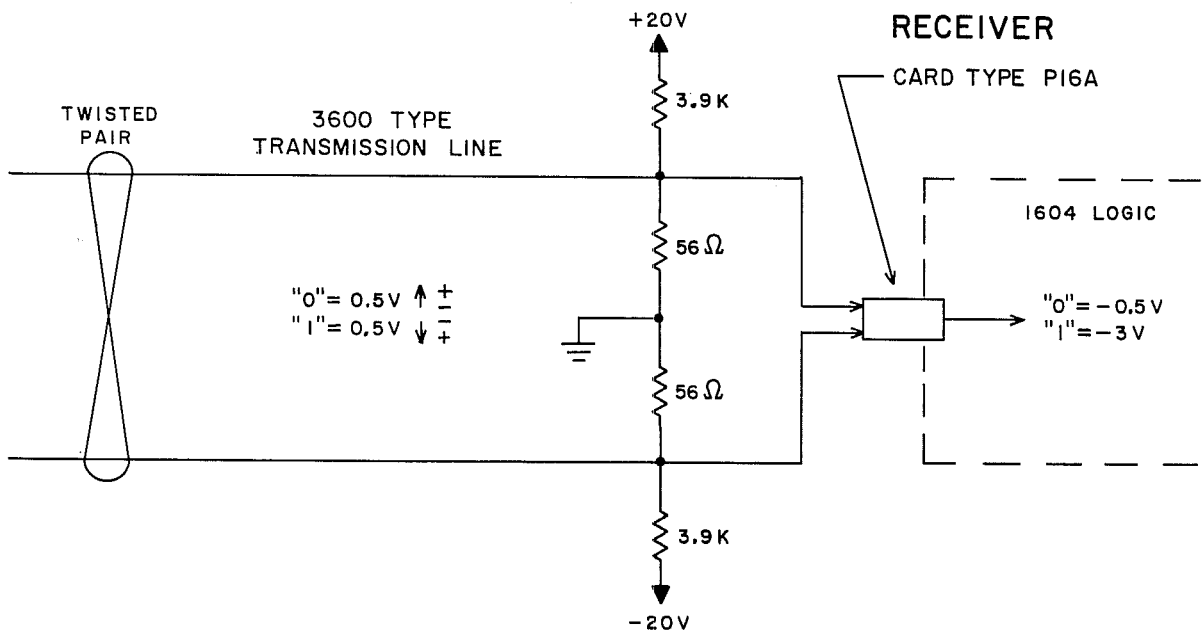 +20V
RECEIVER
CARD TYPE P16A
3.9K
TWISTED
PAIR
3600 TYPE
TRANSMISSION LINE
1604 LOGIC
56Ω
"0"= 0.5V ↑ + −
"1"= 0.5V ↓ − +
"0"= −0.5V
"1"= −3V
56Ω
3.9K
−20V